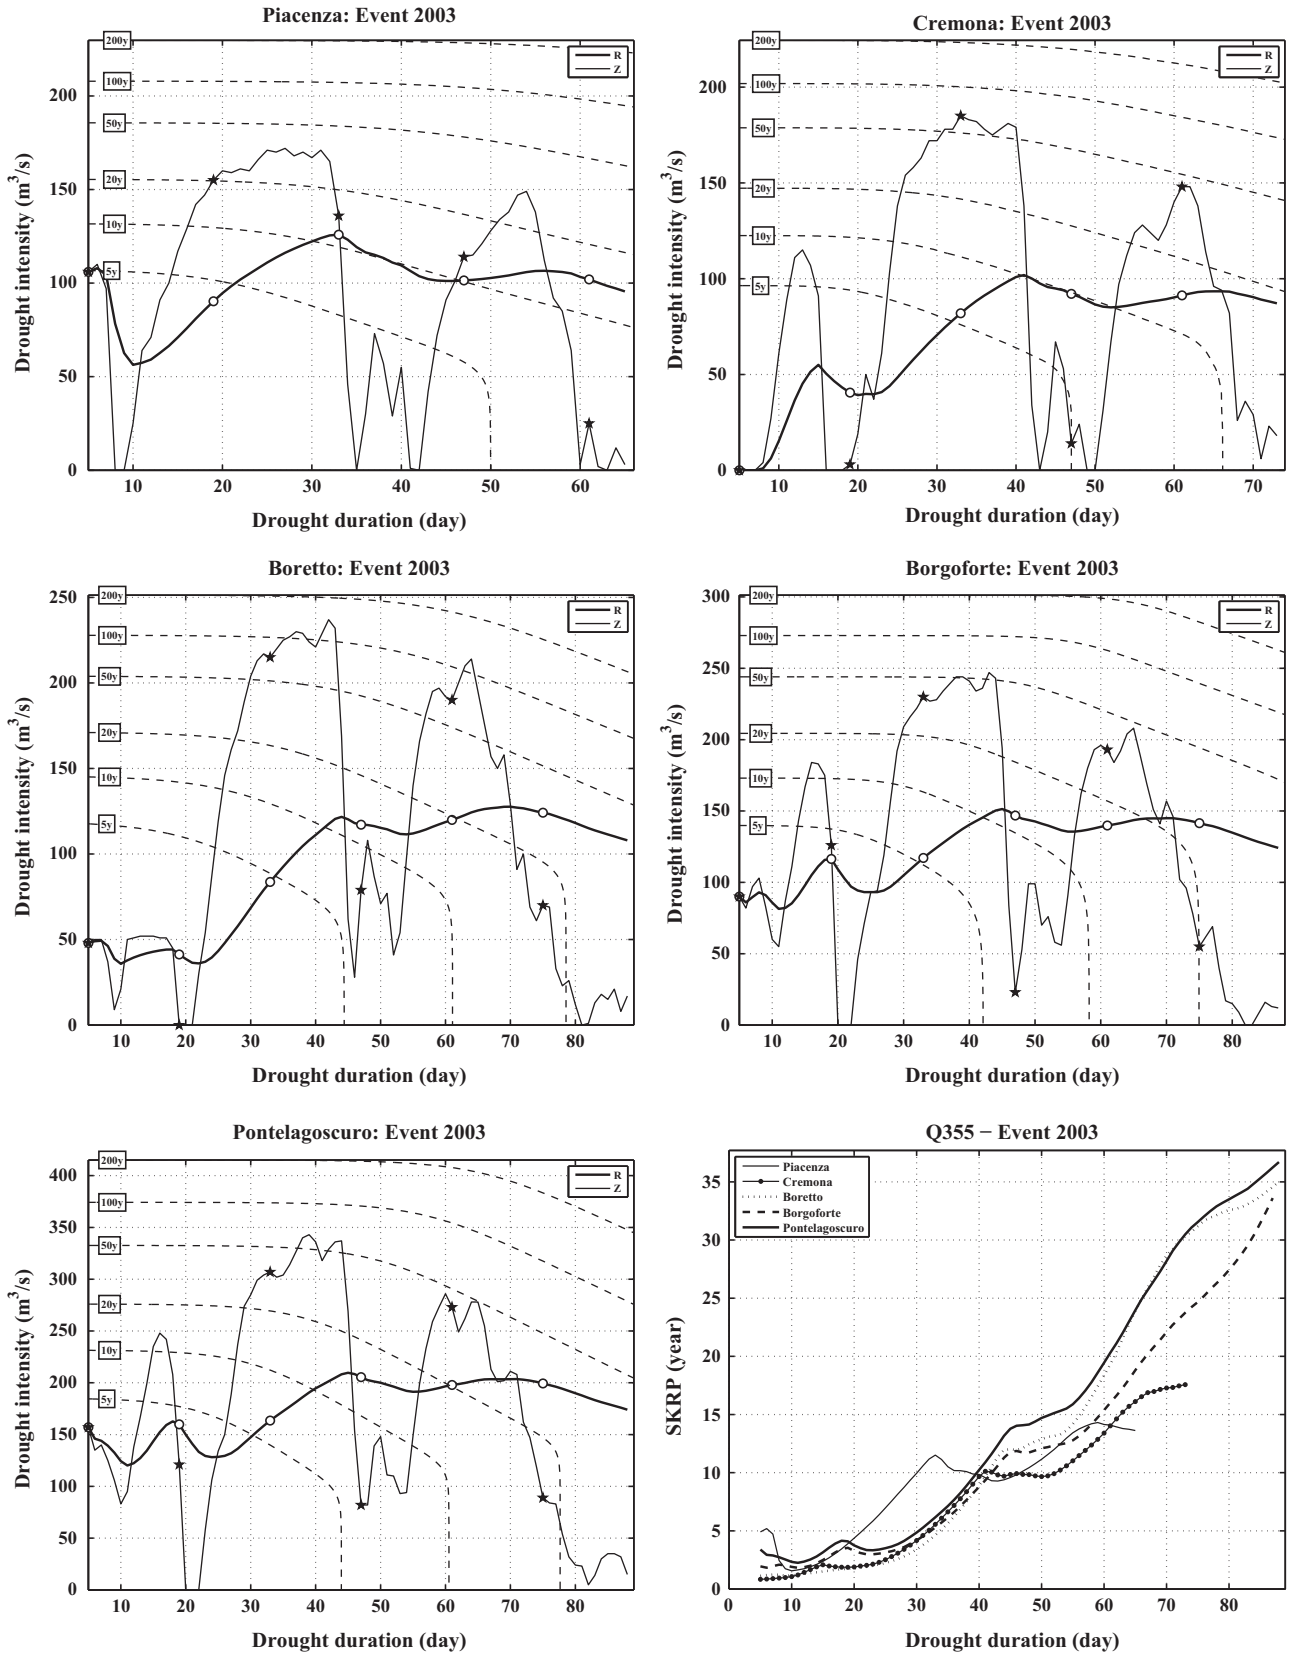 Piacenza: Event 2003
Drought intensity (m³/s)
200
150
100
50
0
200y
100y
50y
20y
10y
5y
R
Z
10 20 30 40 50 60
Drought duration (day)
Cremona: Event 2003
Drought intensity (m³/s)
200
150
100
50
0
200y
100y
50y
20y
10y
5y
R
Z
10 20 30 40 50 60 70
Drought duration (day)
Boretto: Event 2003
Drought intensity (m³/s)
250
200
150
100
50
0
200y
100y
50y
20y
10y
5y
R
Z
10 20 30 40 50 60 70 80
Drought duration (day)
Borgoforte: Event 2003
Drought intensity (m³/s)
300
250
200
150
100
50
0
200y
100y
50y
20y
10y
5y
R
Z
10 20 30 40 50 60 70 80
Drought duration (day)
Pontelagoscuro: Event 2003
Drought intensity (m³/s)
400
350
300
250
200
150
100
50
0
200y
100y
50y
20y
10y
5y
R
Z
10 20 30 40 50 60 70 80
Drought duration (day)
Q355 − Event 2003
SKRP (year)
35
30
25
20
15
10
5
0
Piacenza
Cremona
Boretto
Borgoforte
Pontelagoscuro
0 10 20 30 40 50 60 70 80
Drought duration (day)